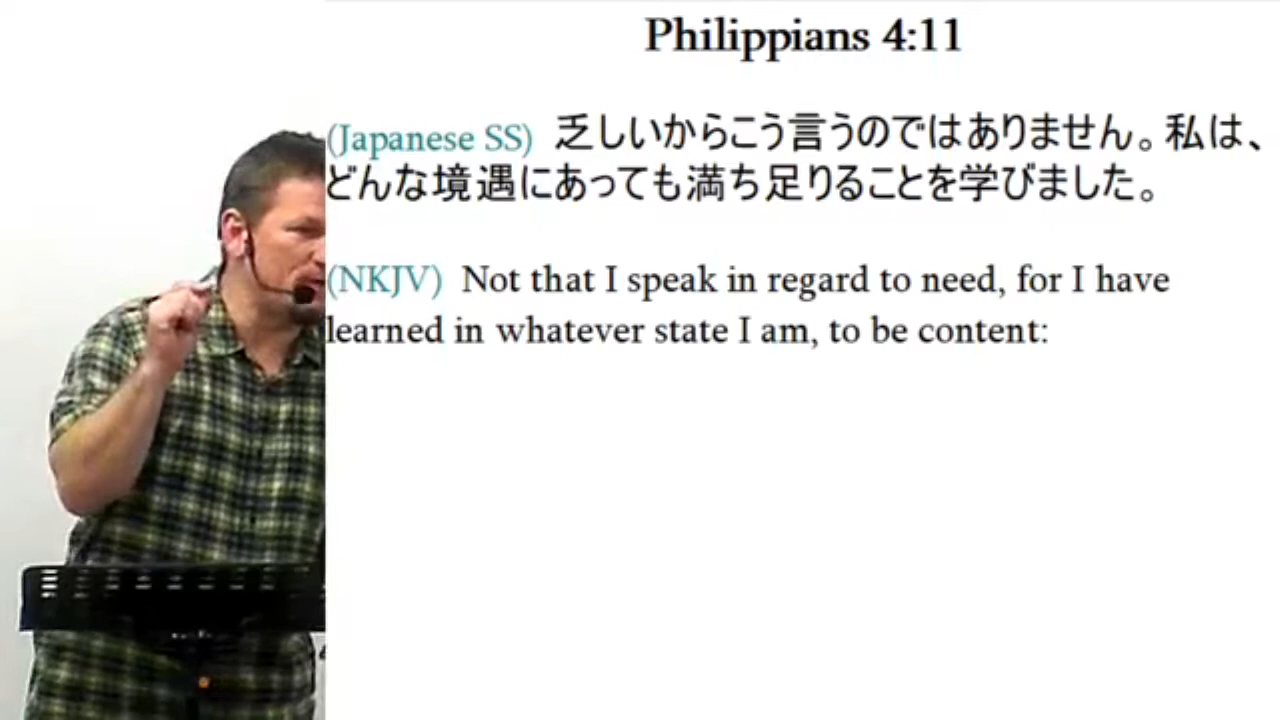 Philippians 4:11
(Japanese SS) 乏しいからこう言うのではありません。私は、
どんな境遇にあっても満ち足りることを学びました。
(NKJV) Not that I speak in regard to need, for I have
learned in whatever state I am, to be content: